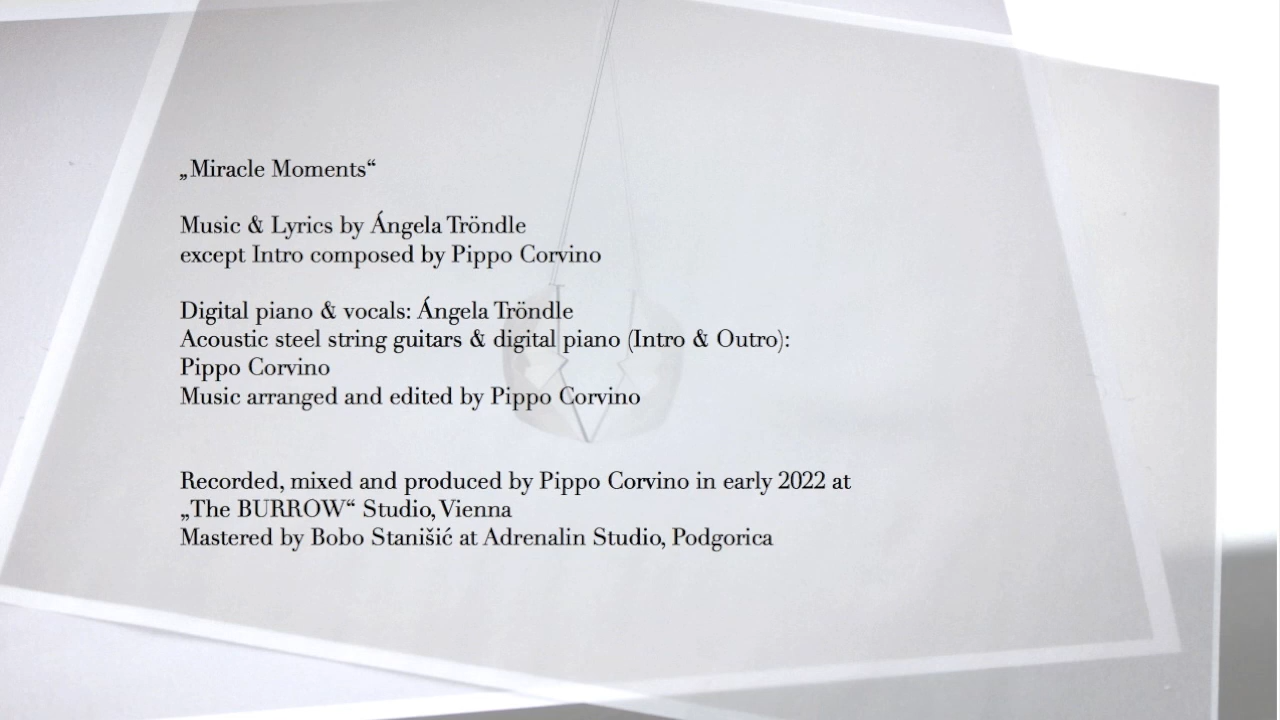 „Miracle Moments“
Music & Lyrics by Ángela Tröndle
except Intro composed by Pippo Corvino
Digital piano & vocals: Ángela Tröndle
Acoustic steel string guitars & digital piano (Intro & Outro):
Pippo Corvino
Music arranged and edited by Pippo Corvino
Recorded, mixed and produced by Pippo Corvino in early 2022 at
„The BURROW“ Studio, Vienna
Mastered by Bobo Stanišić at Adrenalin Studio, Podgorica